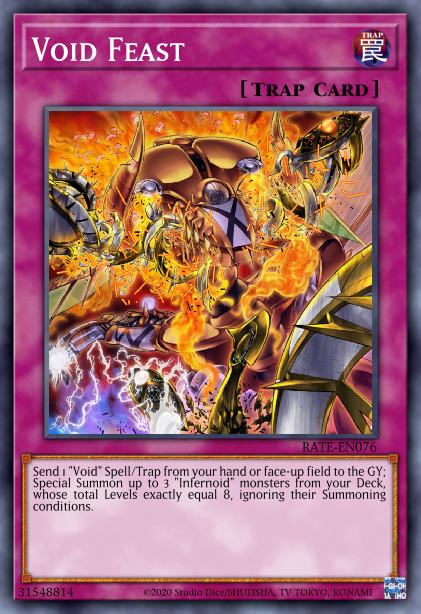 VOID FEAST
TRAP
罠
[TRAP CARD]
RATE-EN076
Send 1 "Void" Spell/Trap from your hand or face-up field to the GY;
Special Summon up to 3 "Infernoid" monsters from your Deck,
whose total Levels exactly equal 8, ignoring their Summoning
conditions.
31548814
©2020 Studio Dice/SHUEISHA, TV TOKYO, KONAMI